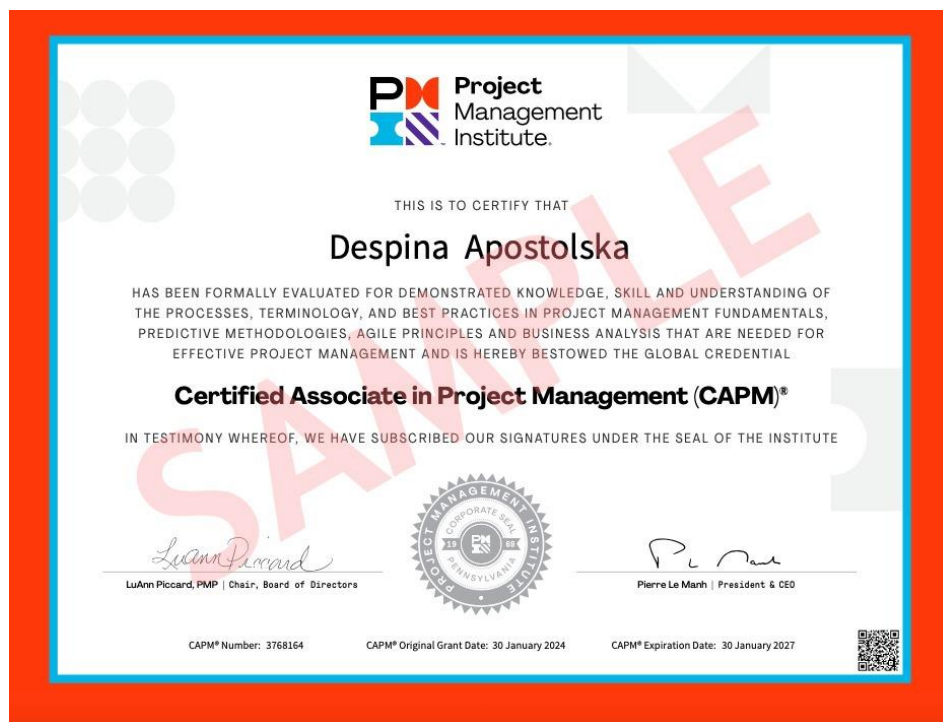 Project
Management
Institute.
THIS IS TO CERTIFY THAT
Despina Apostolska
HAS BEEN FORMALLY EVALUATED FOR DEMONSTRATED KNOWLEDGE, SKILL AND UNDERSTANDING OF
THE PROCESSES, TERMINOLOGY, AND BEST PRACTICES IN PROJECT MANAGEMENT FUNDAMENTALS,
PREDICTIVE METHODOLOGIES, AGILE PRINCIPLES AND BUSINESS ANALYSIS THAT ARE NEEDED FOR
EFFECTIVE PROJECT MANAGEMENT AND IS HEREBY BESTOWED THE GLOBAL CREDENTIAL
Certified Associate in Project Management (CAPM)®
IN TESTIMONY WHEREOF, WE HAVE SUBSCRIBED OUR SIGNATURES UNDER THE SEAL OF THE INSTITUTE
SAMPLE
PROJECT MANAGEMENT INSTITUTE
CORPORATE SEAL
19 69
PENNSYLVANIA
LuAnn Piccard
LuAnn Piccard, PMP | Chair, Board of Directors
Pierre Le Manh | President & CEO
CAPM® Number: 3768164 CAPM® Original Grant Date: 30 January 2024 CAPM® Expiration Date: 30 January 2027